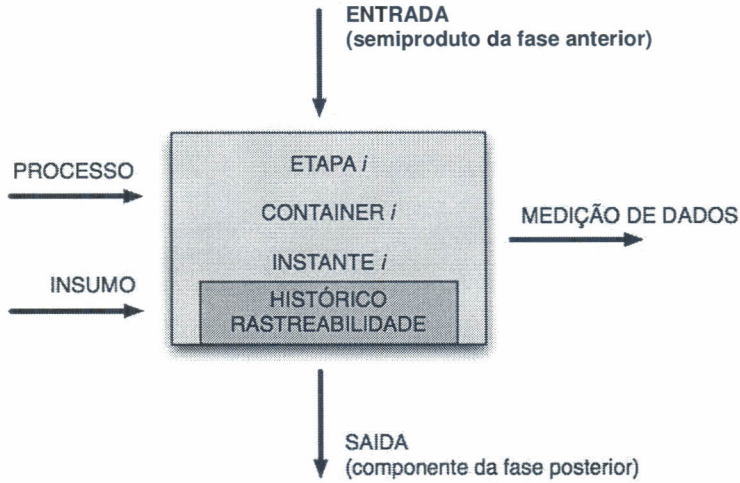 ENTRADA
(semiproduto da fase anterior)
PROCESSO
INSUMO
ETAPA i
CONTAINER i
INSTANTE i
HISTÓRICO
RASTREABILIDADE
MEDIÇÃO DE DADOS
SAIDA
(componente da fase posterior)